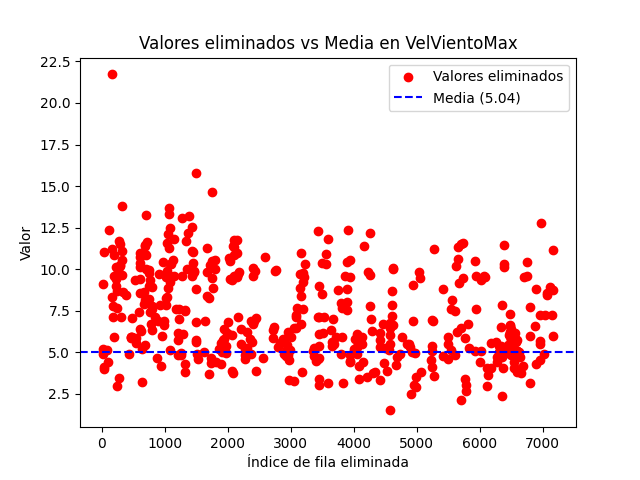 Valores eliminados vs Media en VelVientoMax
Valores eliminados
Media (5.04)
Valor
22.5
20.0
17.5
15.0
12.5
10.0
7.5
5.0
2.5
0 1000 2000 3000 4000 5000 6000 7000
Índice de fila eliminada